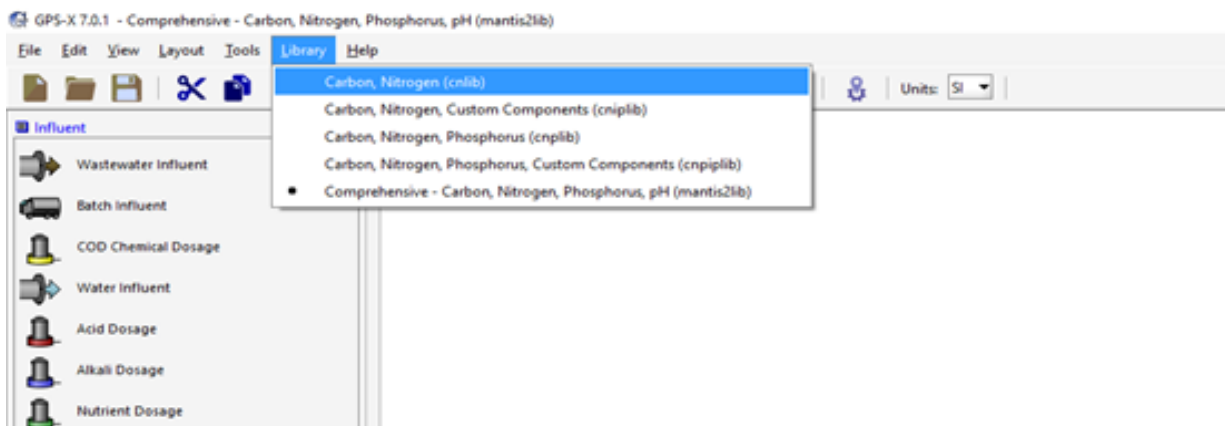 GPS-X 7.0.1 - Comprehensive - Carbon, Nitrogen, Phosphorus, pH (mantis2lib)
File Edit View Layout Tools Library Help
Units: SI
Carbon, Nitrogen (cnlib)
Carbon, Nitrogen, Custom Components (cniplib)
Carbon, Nitrogen, Phosphorus (cnplib)
Carbon, Nitrogen, Phosphorus, Custom Components (cnpiplib)
Comprehensive - Carbon, Nitrogen, Phosphorus, pH (mantis2lib)
Influent
Wastewater Influent
Batch Influent
COD Chemical Dosage
Water Influent
Acid Dosage
Alkali Dosage
Nutrient Dosage